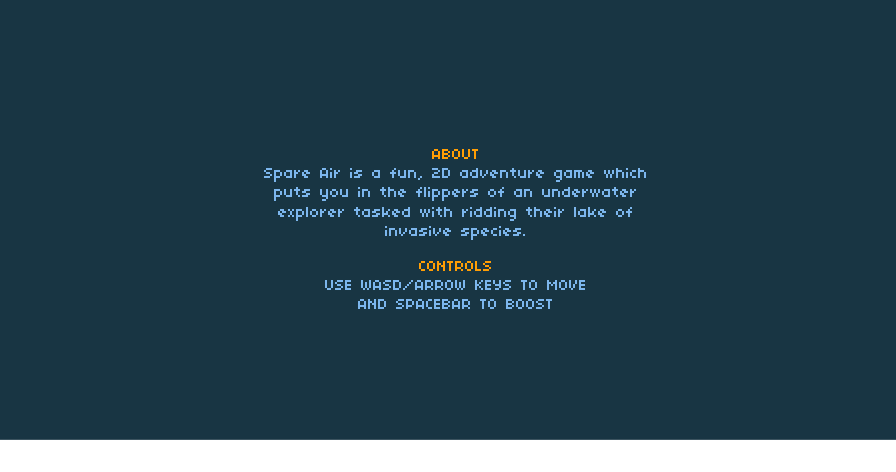 ABOUT
Spare Air is a fun, 2D adventure game which
puts you in the flippers of an underwater
explorer tasked with ridding their lake of
invasive species.
CONTROLS
USE WASD/ARROW KEYS TO MOVE
AND SPACEBAR TO BOOST